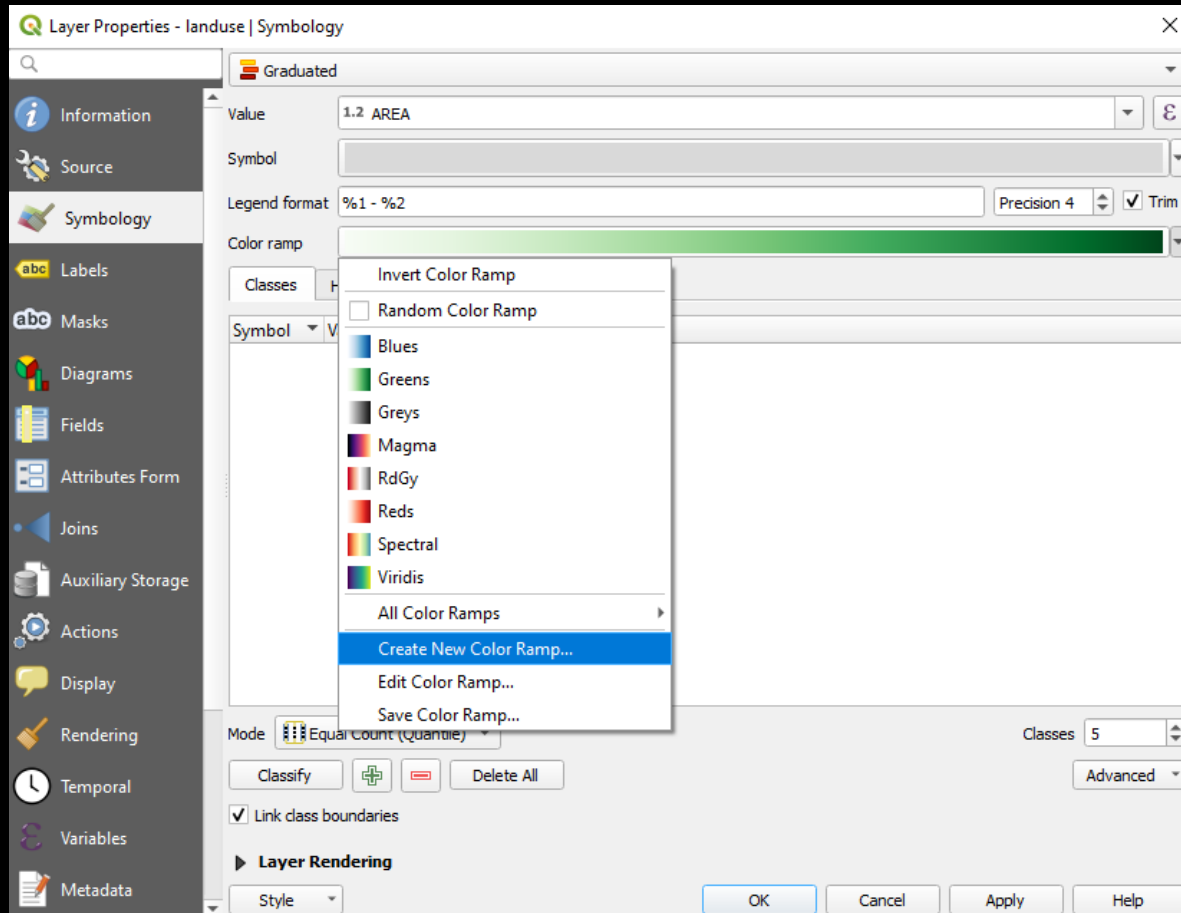 Layer Properties - landuse | Symbology
Graduated
Information
Value 1.2 AREA ε
Source
Symbol
Symbology
Legend format %1 - %2 Precision 4 Trim
Color ramp
abc Labels
Classes H
Invert Color Ramp
abc Masks
Random Color Ramp
Symbol V
Blues
Diagrams
Greens
Fields
Greys
Magma
Attributes Form
RdGy
Joins
Reds
Spectral
Auxiliary Storage
Viridis
Actions
All Color Ramps
Create New Color Ramp...
Display
Edit Color Ramp...
Save Color Ramp...
Rendering
Mode Equal Count (Quantile) Classes 5
Temporal
Classify Delete All Advanced
Link class boundaries
ε Variables
Layer Rendering
Metadata
Style OK Cancel Apply Help